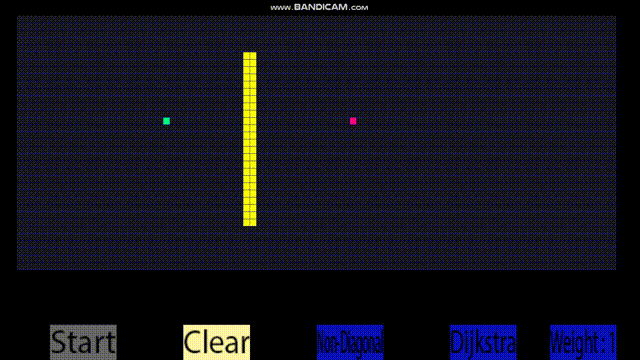 www.BANDICAM.com
Start
Clear
Non-Diagonal
Dijkstra
Weight : 1